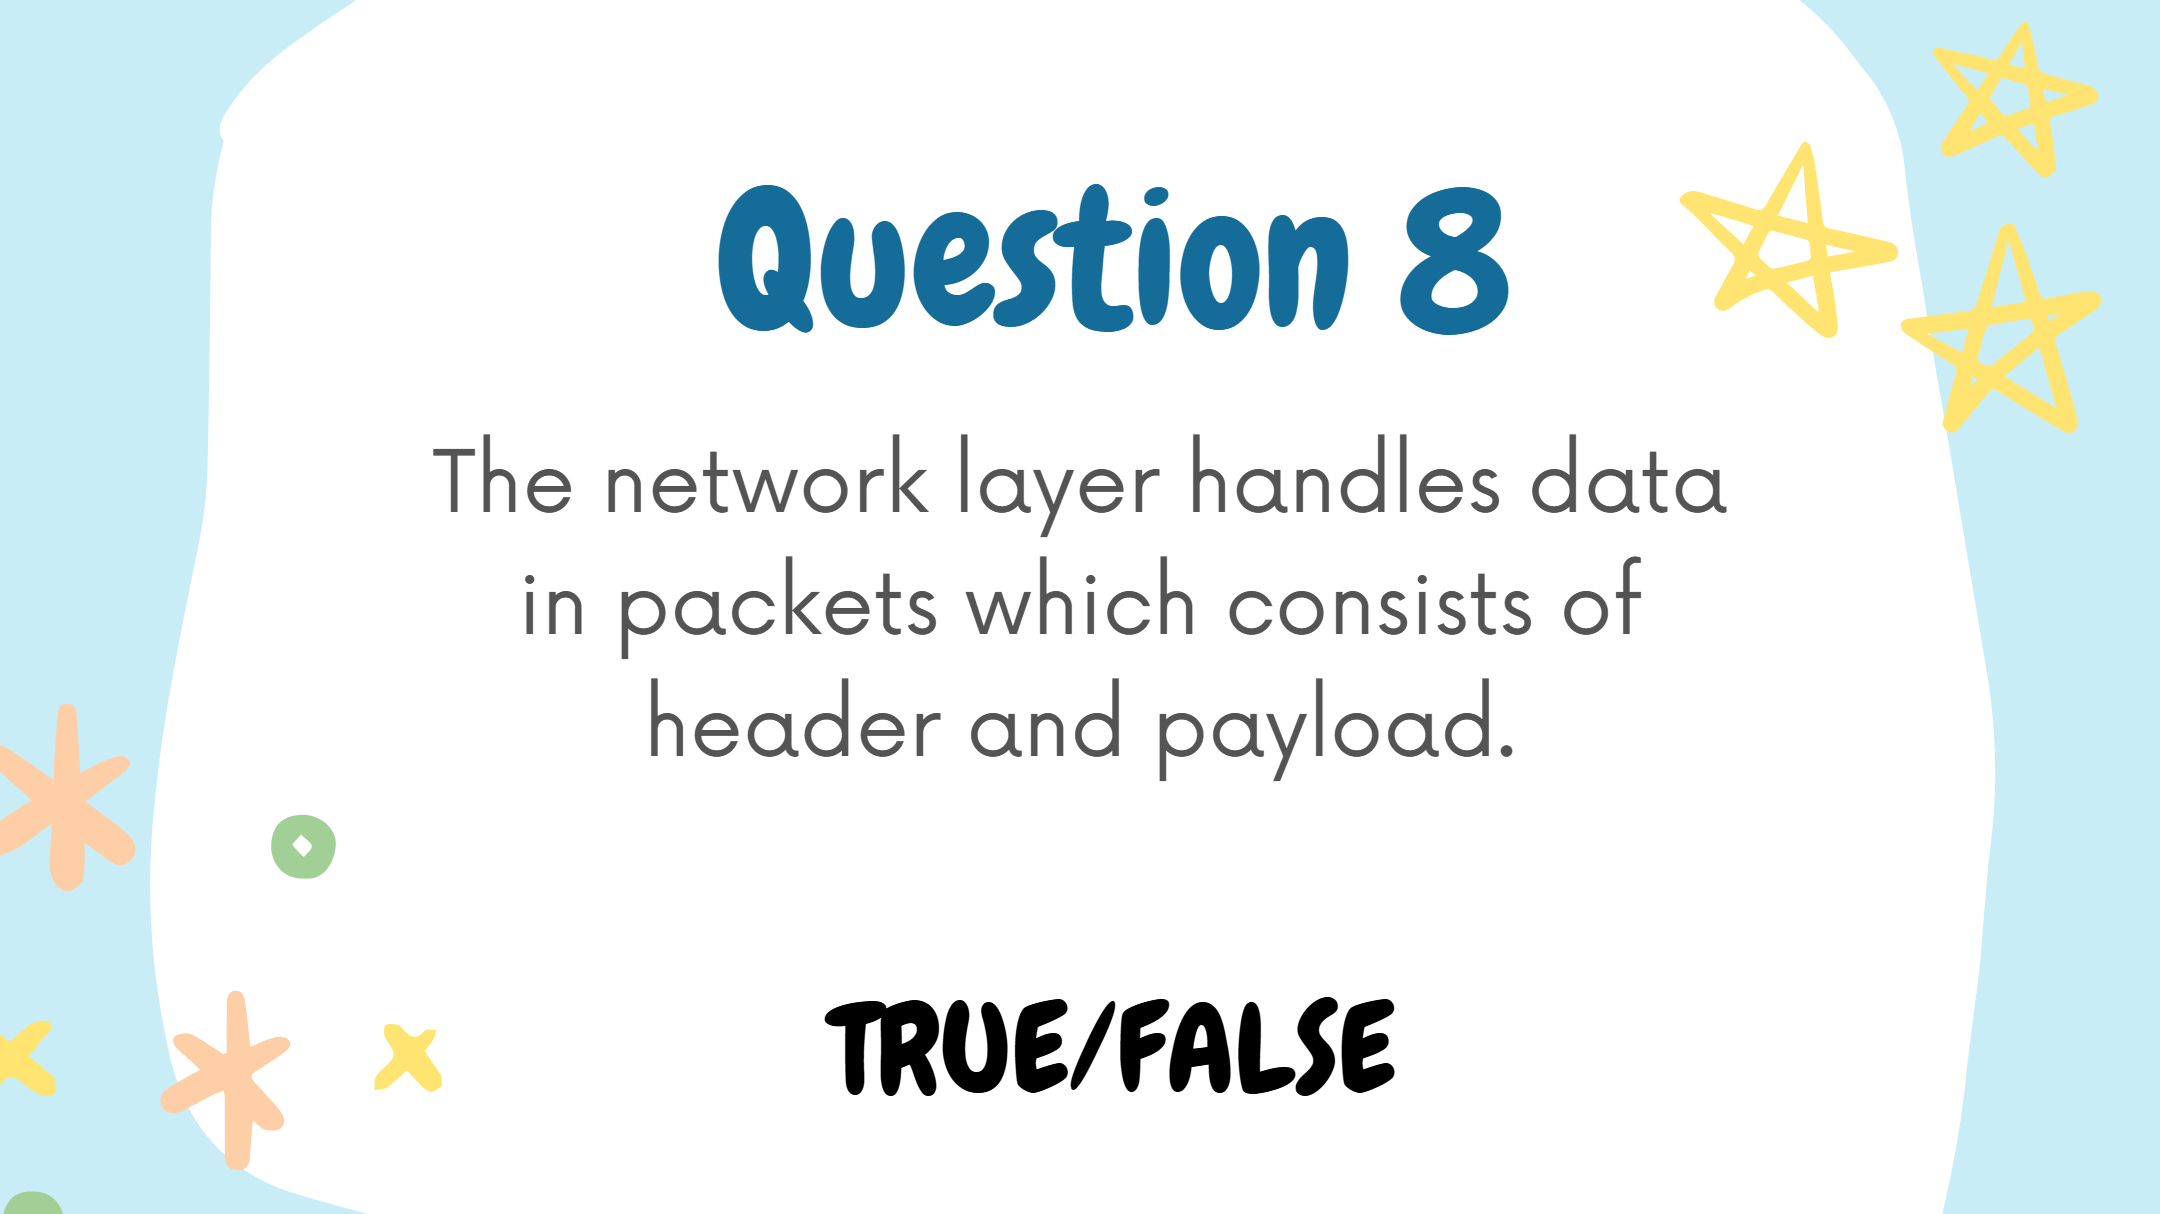 Question 8
The network layer handles data
in packets which consists of
header and payload.
TRUE/FALSE